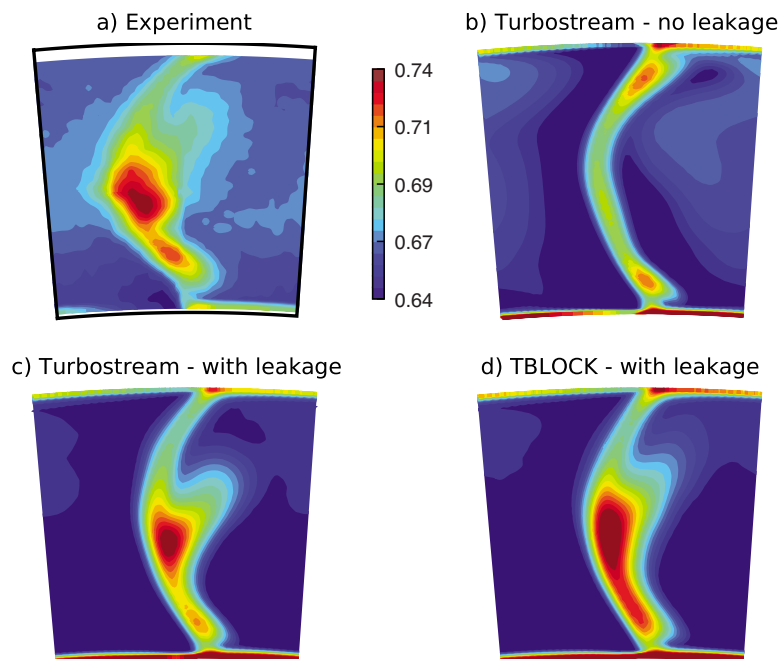 a) Experiment
b) Turbostream - no leakage
0.74
0.71
0.69
0.67
0.64
c) Turbostream - with leakage
d) TBLOCK - with leakage